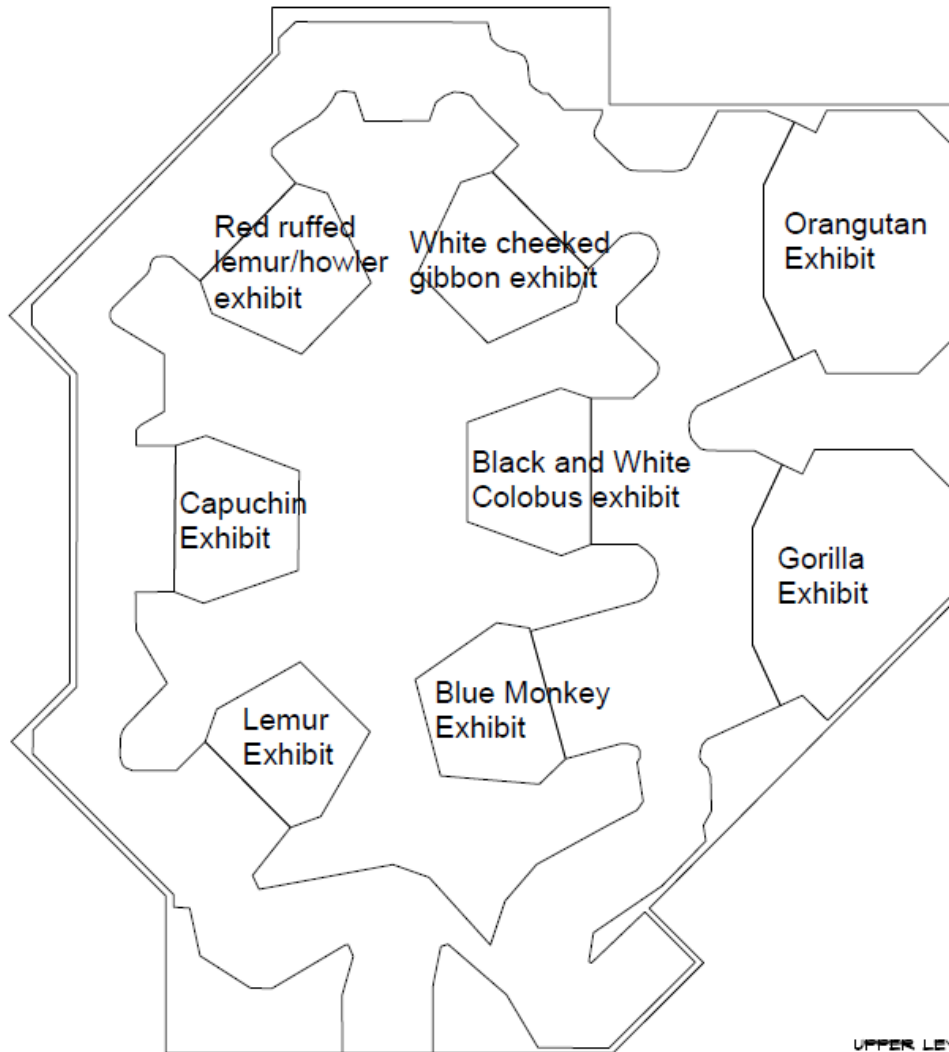 Red ruffed
lemur/howler
exhibit
White cheeked
gibbon exhibit
Orangutan
Exhibit
Black and White
Colobus exhibit
Capuchin
Exhibit
Gorilla
Exhibit
Lemur
Exhibit
Blue Monkey
Exhibit
UPPER LEV